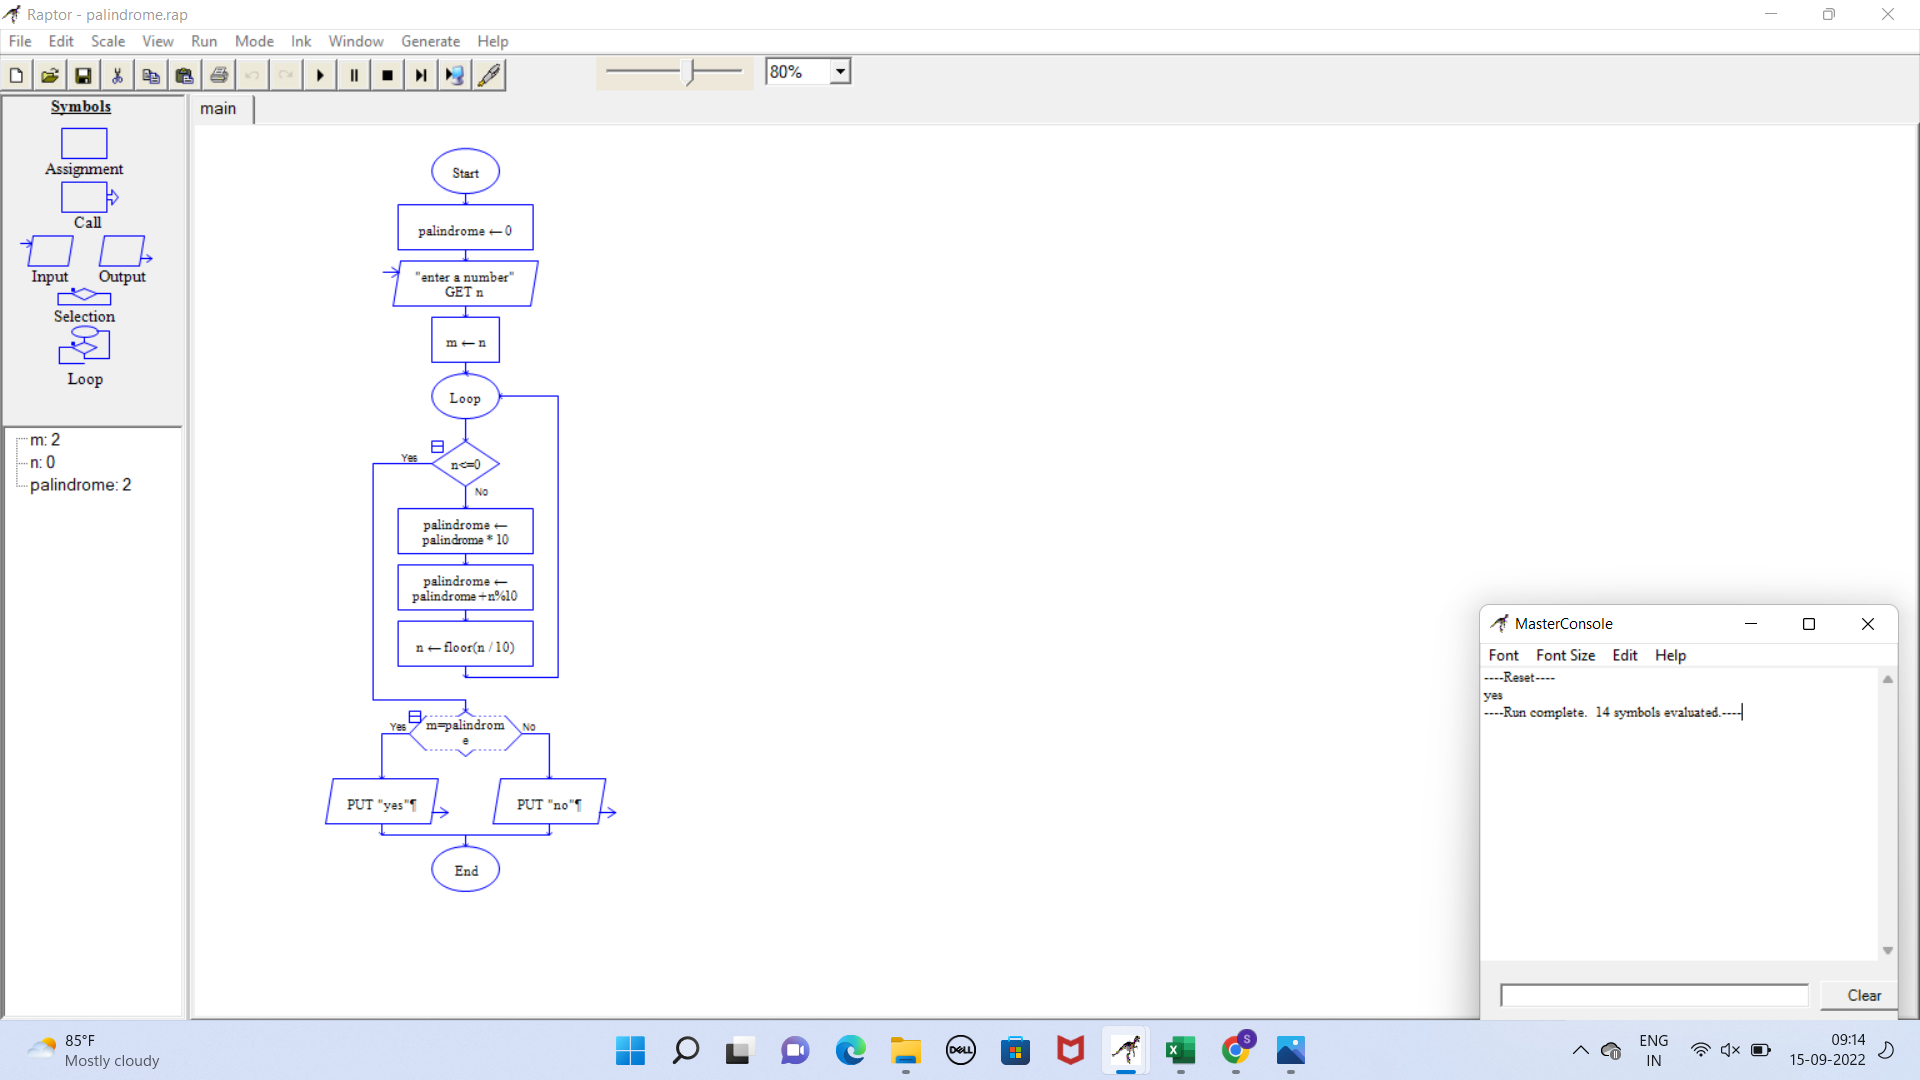 Raptor - palindrome.rap
File Edit Scale View Run Mode Ink Window Generate Help
80%
Symbols
Assignment
Call
Input Output
Selection
Loop
m: 2
n: 0
palindrome: 2
main
Start
palindrome ← 0
"enter a number"
GET n
m ← n
Loop
Yes
n<=0
No
palindrome ←
palindrome * 10
palindrome ←
palindrome+n%10
n ← floor(n / 10)
Yes
m=palindrom
e
No
PUT "yes"¶
PUT "no"¶
End
MasterConsole
Font Font Size Edit Help
----Reset----
yes
----Run complete.  14 symbols evaluated.----
Clear
85°F
Mostly cloudy
DELL
S
ENG
IN
09:14
15-09-2022